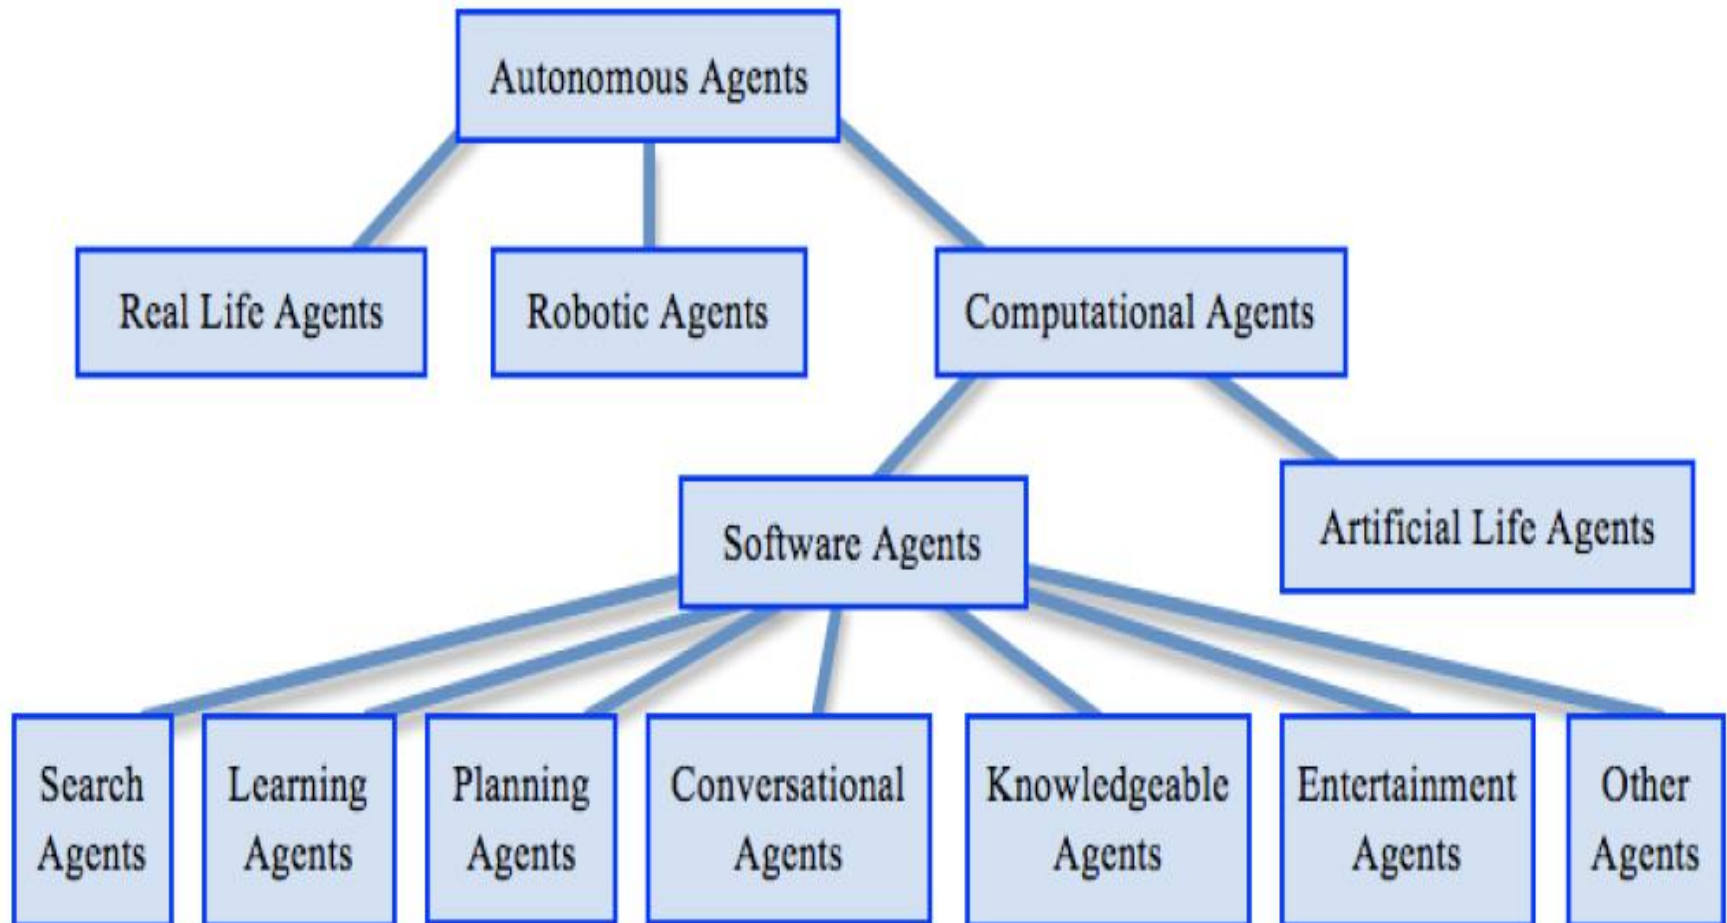 Autonomous Agents
Real Life Agents
Robotic Agents
Computational Agents
Software Agents
Artificial Life Agents
Search
Agents
Learning
Agents
Planning
Agents
Conversational
Agents
Knowledgeable
Agents
Entertainment
Agents
Other
Agents